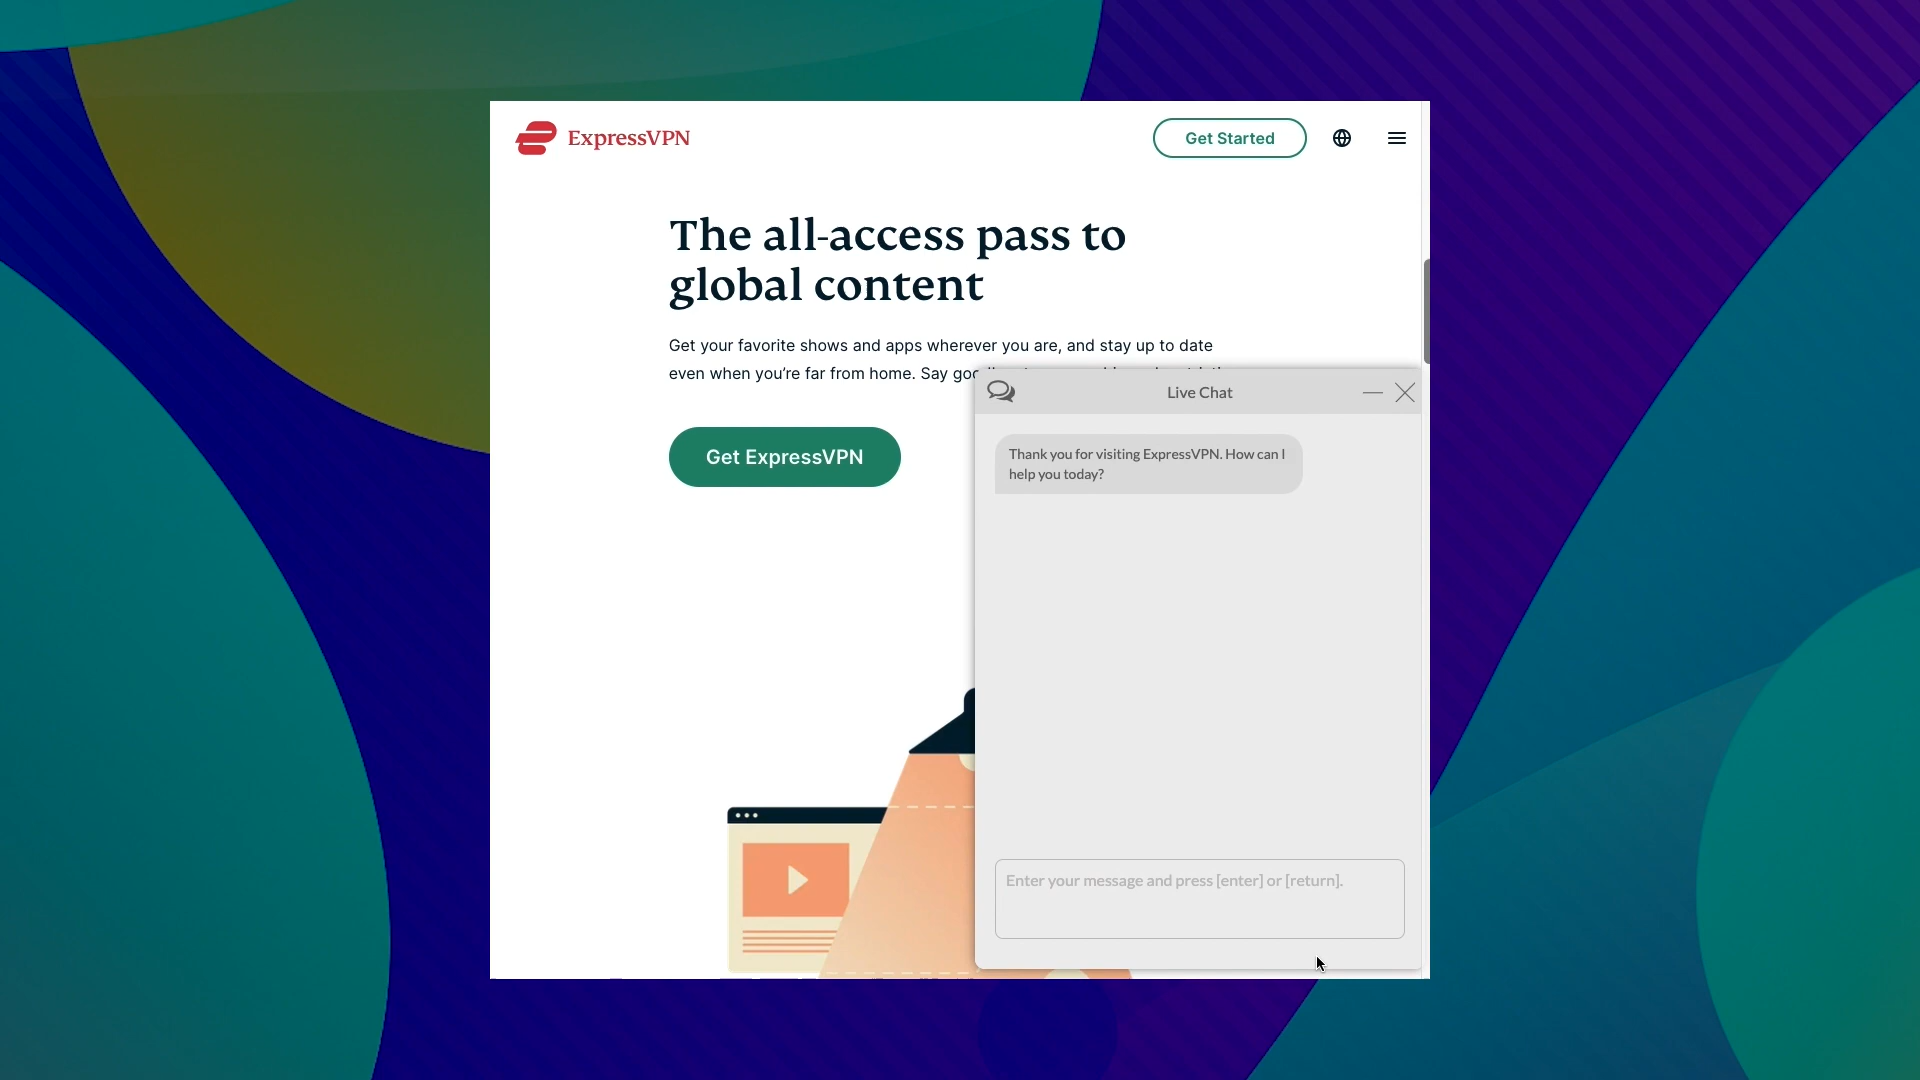 ExpressVPN
Get Started
The all-access pass to
global content
Get your favorite shows and apps wherever you are, and stay up to date
even when you’re far from home. Say
Get ExpressVPN
Live Chat
Thank you for visiting ExpressVPN. How can I
help you today?
Enter your message and press [enter] or [return].